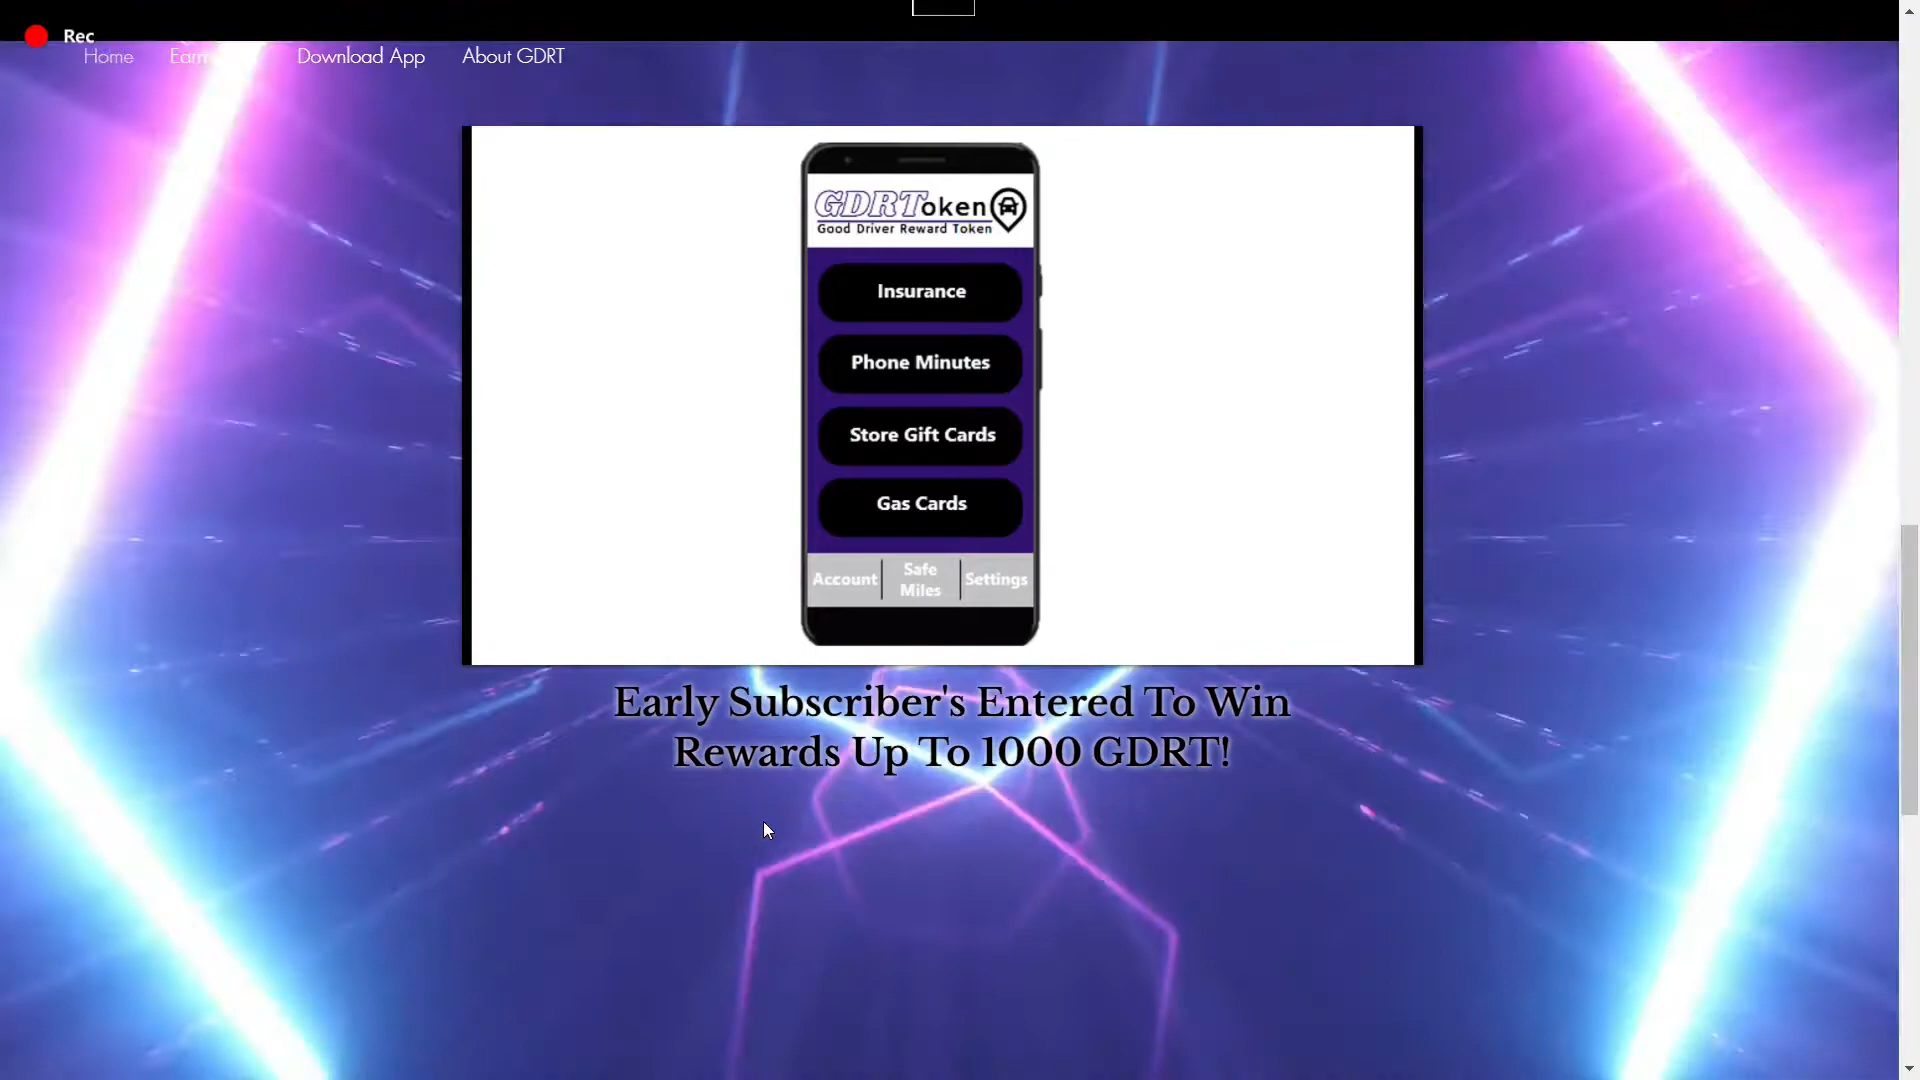 Rec
Home Earn Download App About GDRT
GDRToken
Good Driver Reward Token
Insurance
Phone Minutes
Store Gift Cards
Gas Cards
Account Safe Miles Settings
Early Subscriber's Entered To Win
Rewards Up To 1000 GDRT!